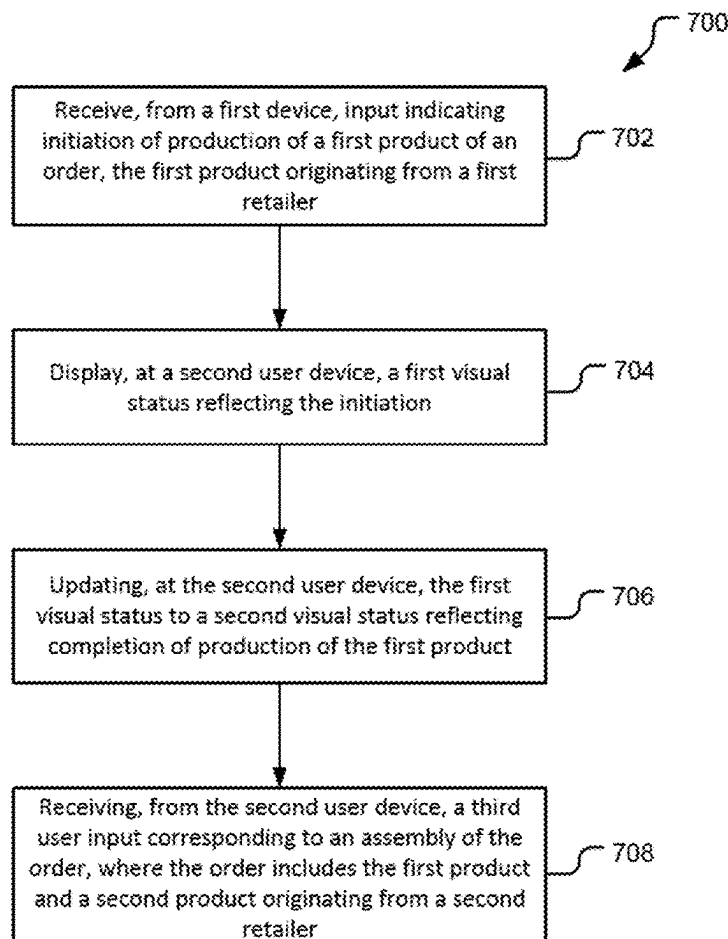 700
Receive, from a first device, input indicating
initiation of production of a first product of an
order, the first product originating from a first
retailer
702
Display, at a second user device, a first visual
status reflecting the initiation
704
Updating, at the second user device, the first
visual status to a second visual status reflecting
completion of production of the first product
706
Receiving, from the second user device, a third
user input corresponding to an assembly of the
order, where the order includes the first product
and a second product originating from a second
retailer
708